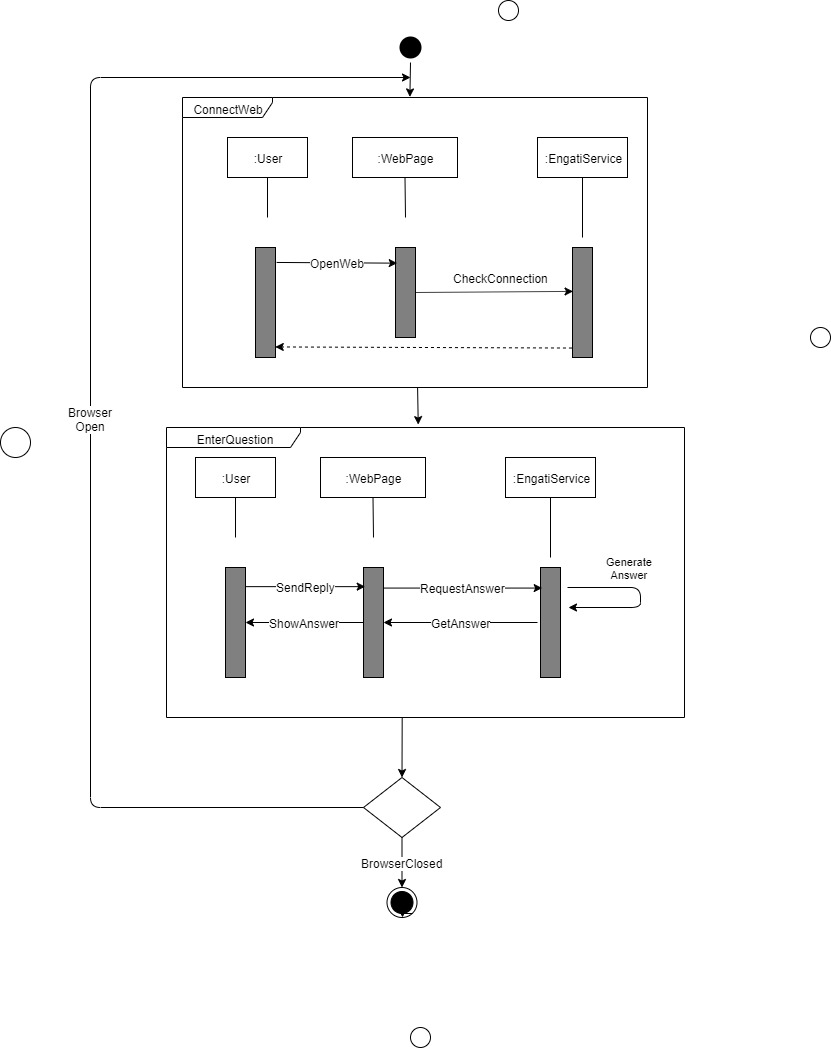 ConnectWeb
:User
:WebPage
:EngatiService
OpenWeb
CheckConnection
Browser
Open
EnterQuestion
:User
:WebPage
:EngatiService
Generate
Answer
SendReply
RequestAnswer
ShowAnswer
GetAnswer
BrowserClosed